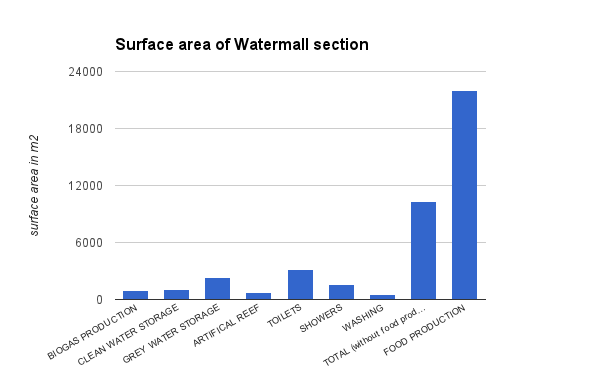 Surface area of Watermall section
surface area in m2
24000
18000
12000
6000
0
BIOGAS PRODUCTION
CLEAN WATER STORAGE
GREY WATER STORAGE
ARTIFICAL REEF
TOILETS
SHOWERS
WASHING
TOTAL (without food prod...
FOOD PRODUCTION